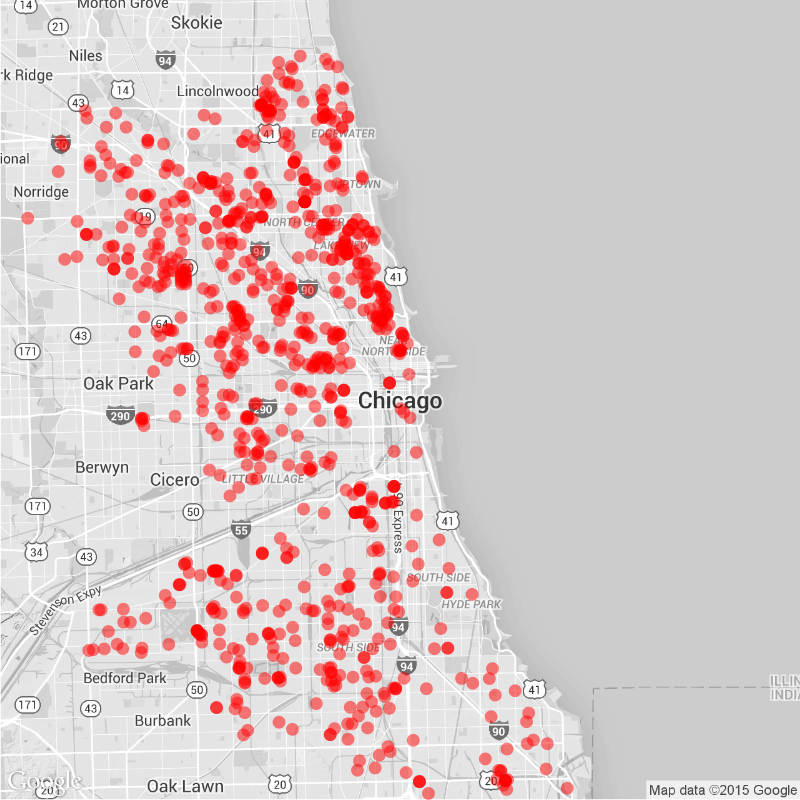 14
Morton Grove
21
Skokie
Niles
94
rk Ridge
14
Lincolnwood
43
41
EDGEWATER
90
ional
UPTOWN
Norridge
19
NORTH CENTER
LAKEVIEW
94
41
90
64
43
NEAR
NORTH SIDE
171
50
Oak Park
Chicago
290
290
Berwyn
Cicero
LITTLE VILLAGE
171
50
41
55
Express
34
43
SOUTH SIDE
HYDE PARK
Stevenson Expy
94
SOUTH SIDE
94
Bedford Park
ILLIN
INDIA
50
41
171
43
Burbank
90
Google
Oak Lawn
20
20
20
Map data ©2015 Google